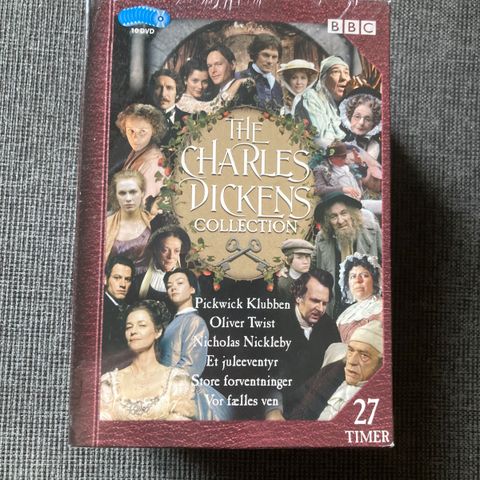 10 DVD
BBC
THE
CHARLES
DICKENS
COLLECTION
Pickwick Klubben
Oliver Twist
Nicholas Nickleby
Et juleeventyr
Store forventninger
Vor fælles ven
27
TIMER